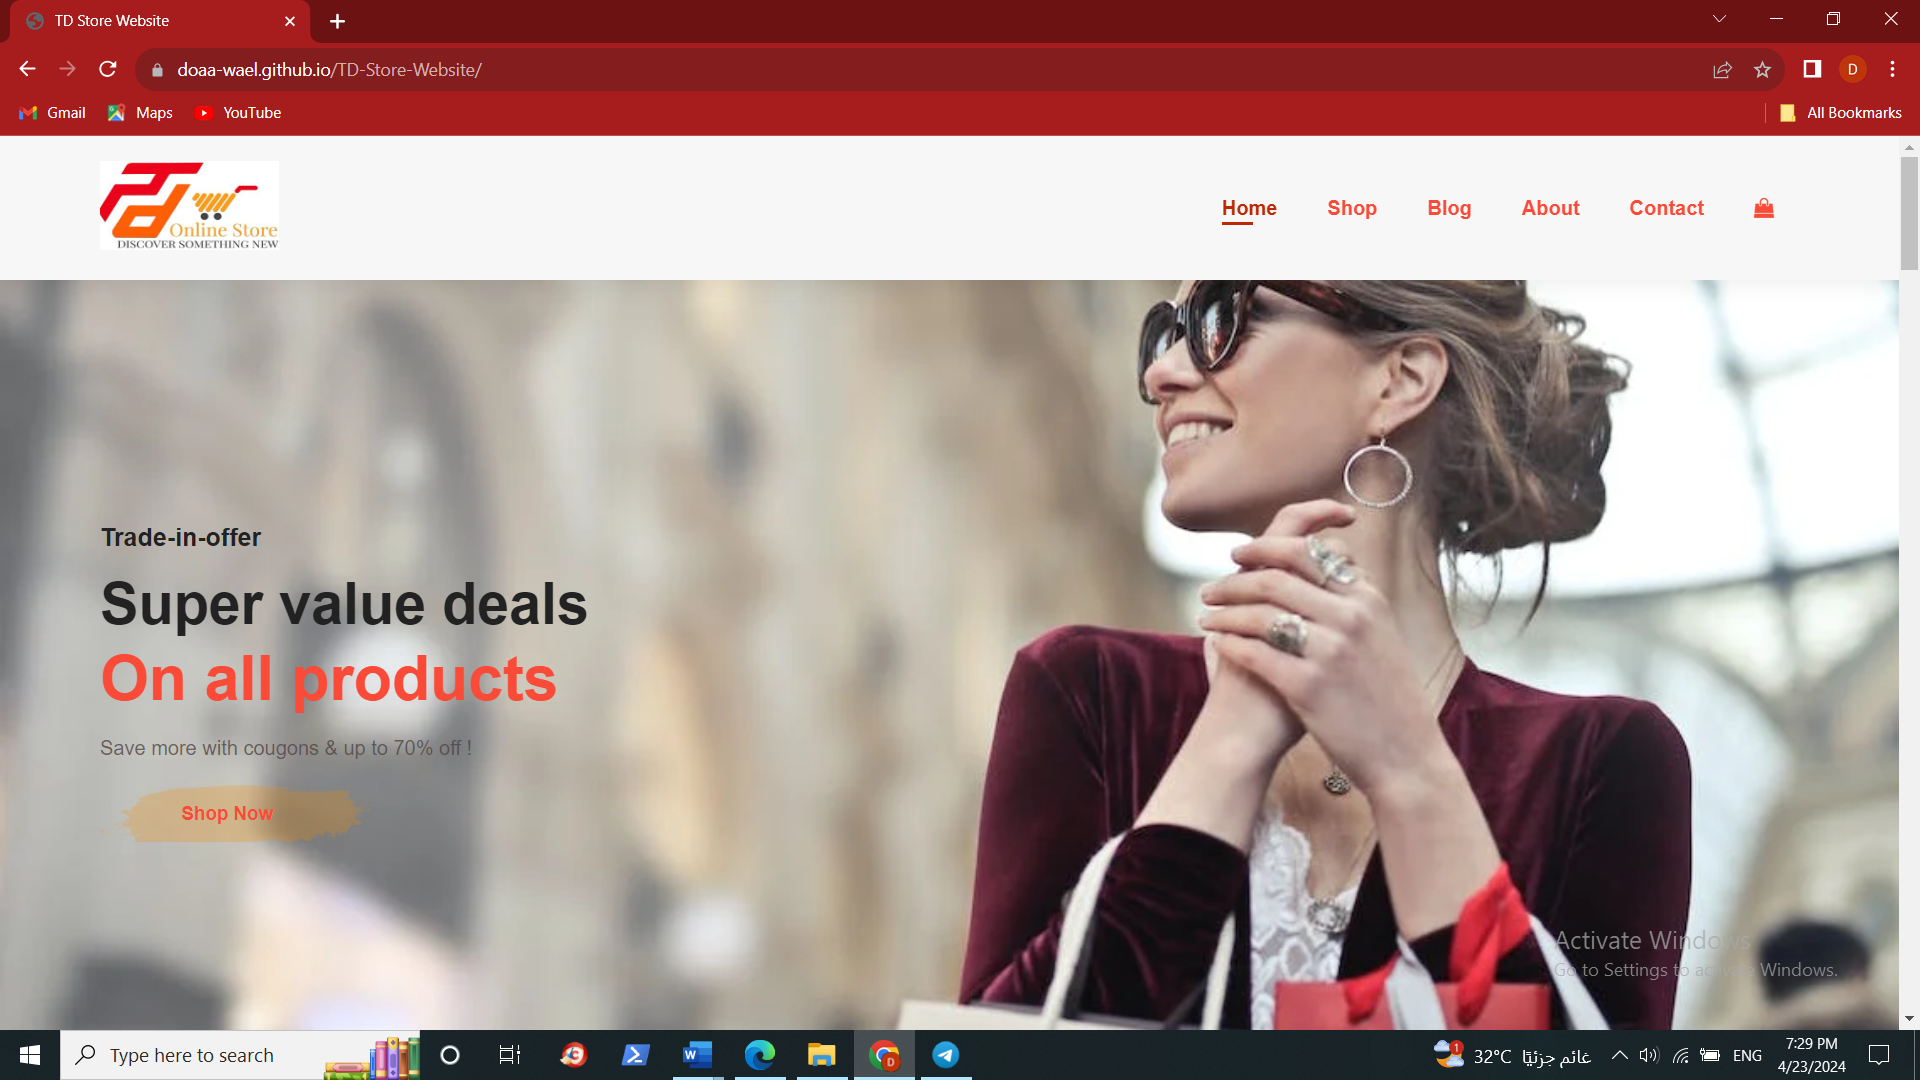 TD Store Website
doaa-wael.github.io/TD-Store-Website/
D
Gmail
Maps
YouTube
All Bookmarks
Td
Online Store
DISCOVER SOMETHING NEW
Home
Shop
Blog
About
Contact
Trade-in-offer
Super value deals
On all products
Save more with cougons & up to 70% off !
Shop Now
Activate Windows
Go to Settings to activate Windows.
Type here to search
W
D
1
32°C غائم جزئيًا
ENG
7:29 PM
4/23/2024